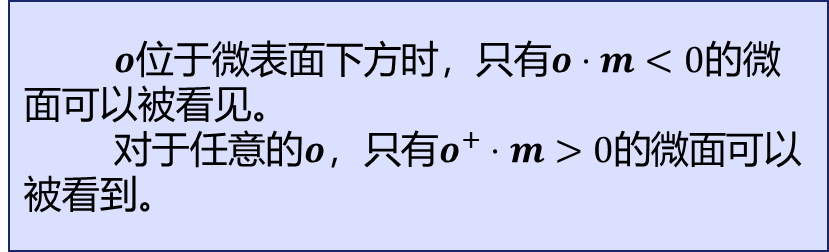 o位于微表面下方时，只有o · m < 0的微
面可以被看见。
对于任意的o，只有o⁺ · m > 0的微面可以
被看到。